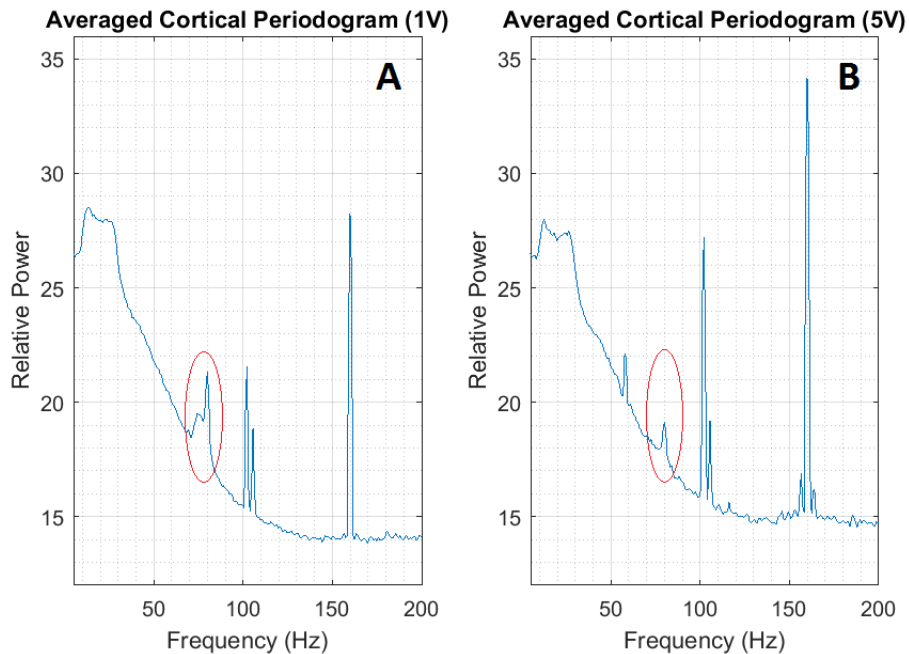 Averaged Cortical Periodogram (1V)
A
35
30
25
20
15
50 100 150 200
Relative Power
Frequency (Hz)
Averaged Cortical Periodogram (5V)
B
35
30
25
20
15
50 100 150 200
Relative Power
Frequency (Hz)